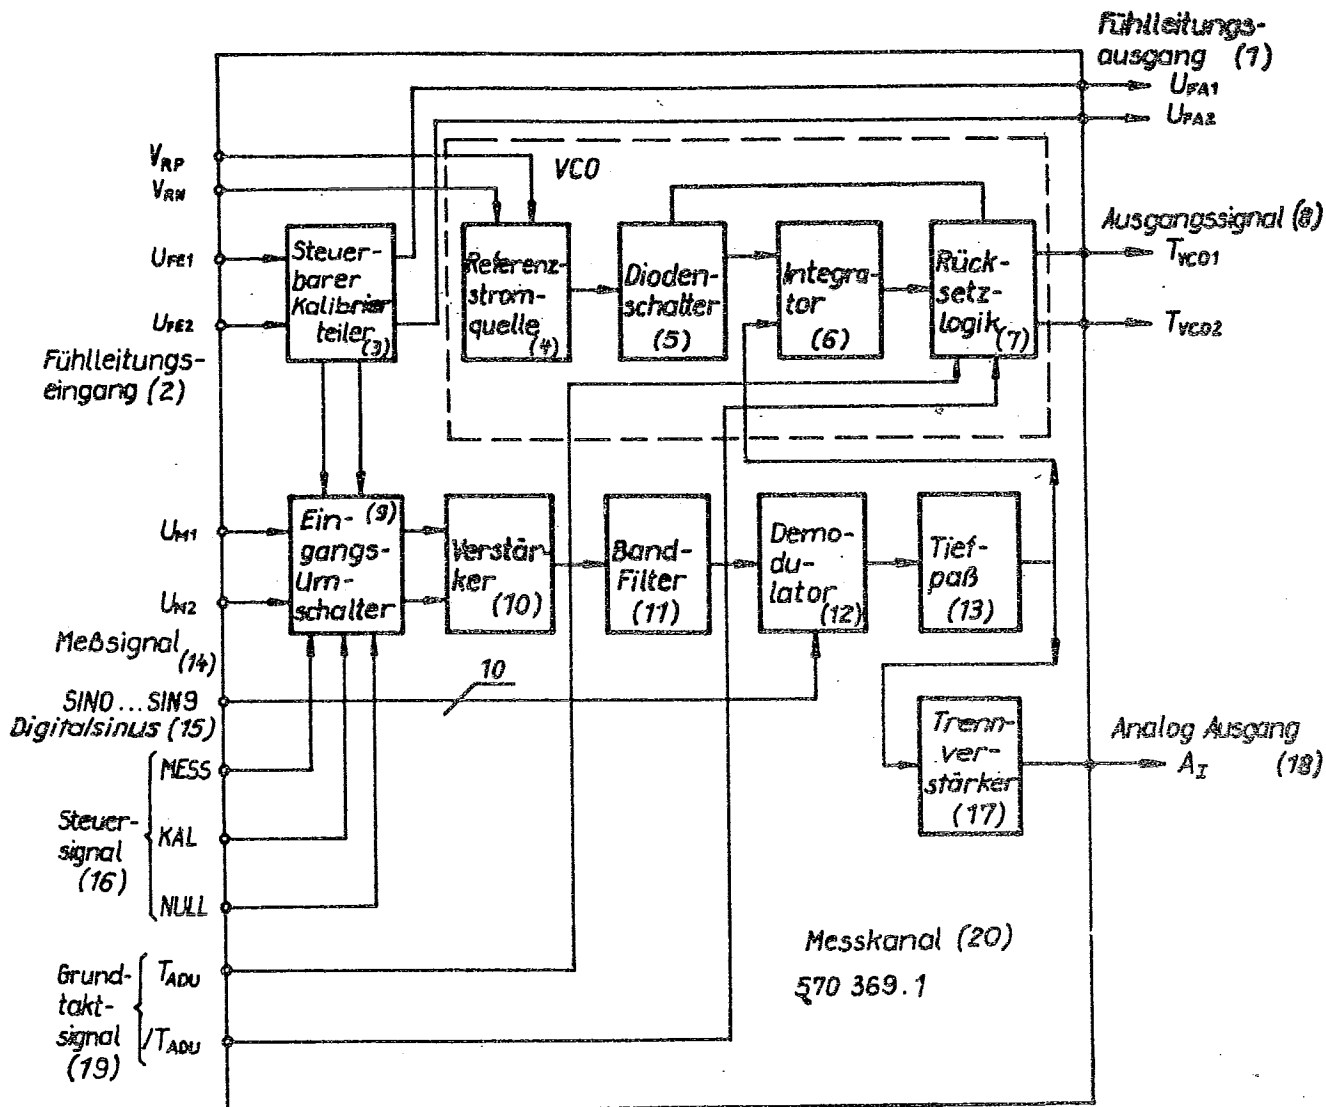 Fühlleitungs-
ausgang (1)
U_FA1
U_FA2
V_RP
VCO
V_RN
U_FE1
U_FE2
Fühlleitungs-
eingang (2)
Steuer-
barer
Kalibrier
teiler (3)
Referenz-
strom-
quelle (4)
Dioden-
schalter
(5)
Integra-
tor
(6)
Rück-
setz-
logik (7)
Ausgangssignal (8)
T_VCO1
T_VCO2
U_M1
U_M2
Meßsignal
(14)
Ein- (9)
gangs-
Um-
schalter
Verstär-
ker
(10)
Band-
Filter
(11)
Demo-
du-
lator (12)
Tief-
paß
(13)
10
SIN0...SIN9
Digitalsinus (15)
Trenn-
ver-
stärker
(17)
Analog Ausgang
A_I (18)
Steuer-
signal
(16)
MESS
KAL
NULL
Grund-
takt-
signal
(19)
T_ADU
/T_ADU
Messkanal (20)
570 369.1